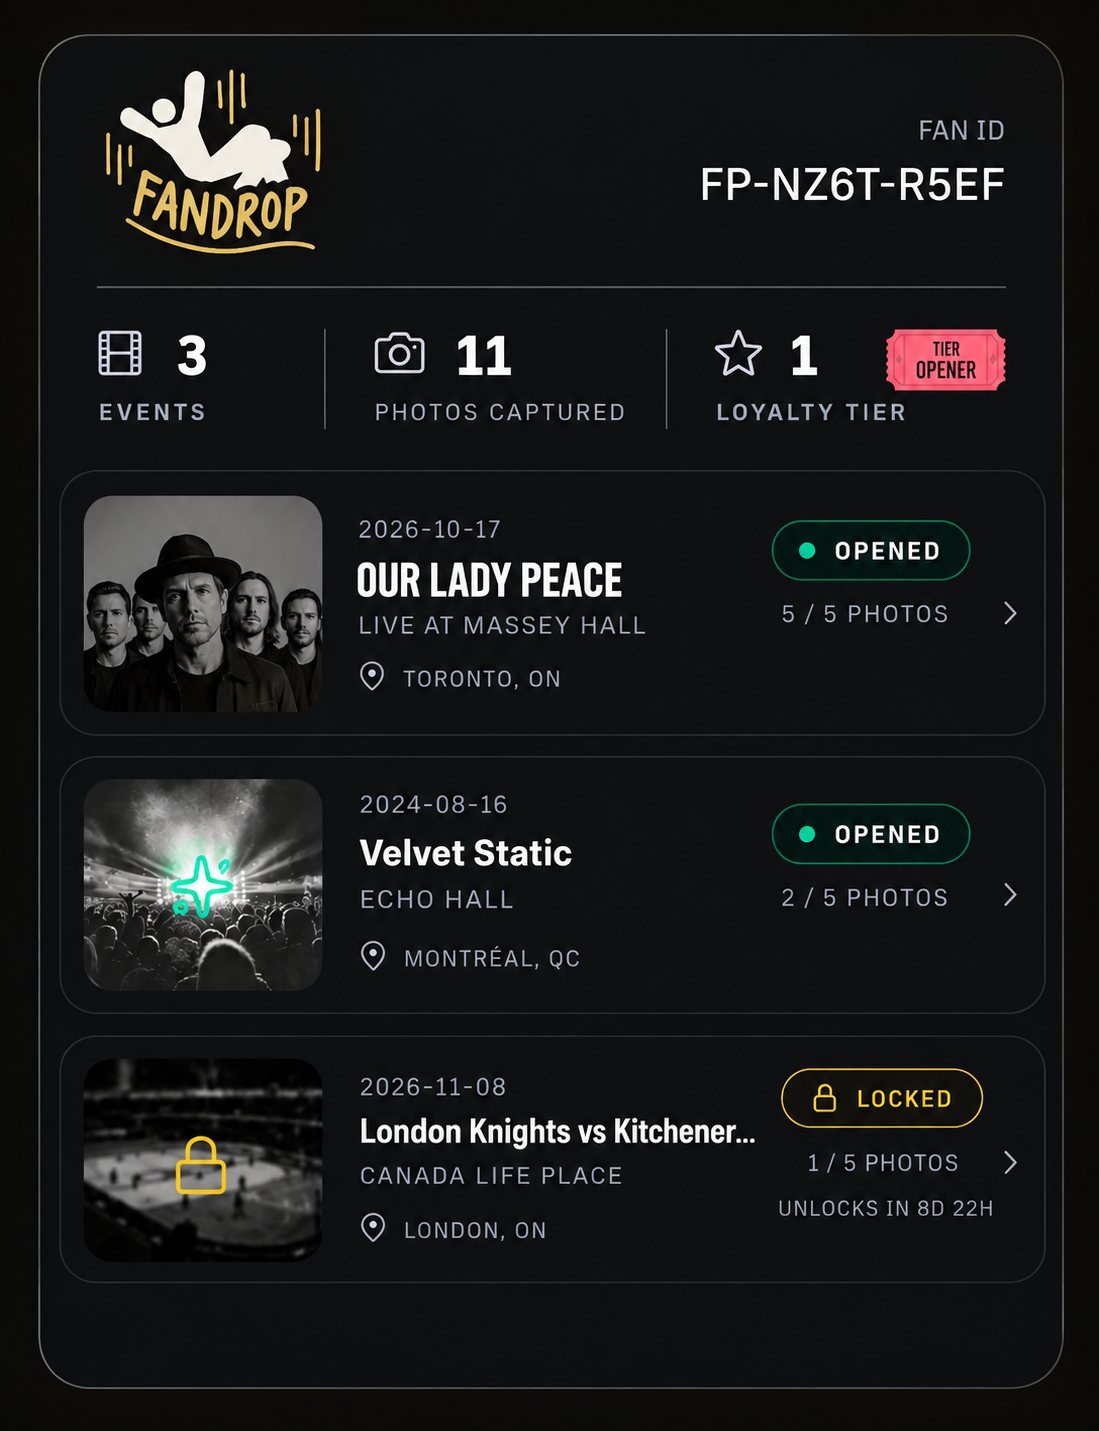 FANDROP
FAN ID
FP-NZ6T-R5EF
3
EVENTS
11
PHOTOS CAPTURED
1
LOYALTY TIER
TIER
OPENER
2026-10-17
OUR LADY PEACE
LIVE AT MASSEY HALL
TORONTO, ON
OPENED
5 / 5 PHOTOS
2024-08-16
Velvet Static
ECHO HALL
MONTRÉAL, QC
OPENED
2 / 5 PHOTOS
2026-11-08
London Knights vs Kitchener...
CANADA LIFE PLACE
LONDON, ON
LOCKED
1 / 5 PHOTOS
UNLOCKS IN 8D 22H